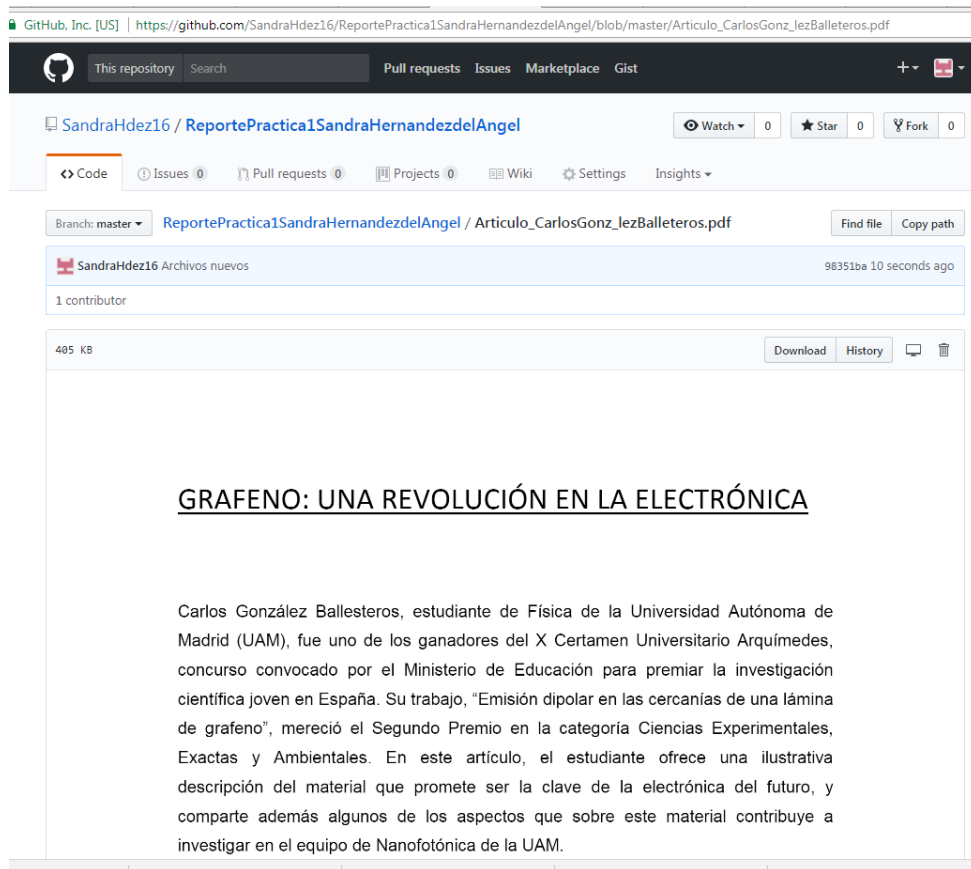 GitHub, Inc. [US] | https://github.com/SandraHdez16/ReportePractica1SandraHernandezdelAngel/blob/master/Articulo_CarlosGonz_lezBalleteros.pdf
This repository Search Pull requests Issues Marketplace Gist
SandraHdez16 / ReportePractica1SandraHernandezdelAngel Watch 0 Star 0 Fork 0
Code Issues 0 Pull requests 0 Projects 0 Wiki Settings Insights
Branch: master ReportePractica1SandraHernandezdelAngel / Articulo_CarlosGonz_lezBalleteros.pdf Find file Copy path
SandraHdez16 Archivos nuevos 98351ba 10 seconds ago
1 contributor
405 KB Download History
GRAFENO: UNA REVOLUCIÓN EN LA ELECTRÓNICA
Carlos González Ballesteros, estudiante de Física de la Universidad Autónoma de
Madrid (UAM), fue uno de los ganadores del X Certamen Universitario Arquímedes,
concurso convocado por el Ministerio de Educación para premiar la investigación
científica joven en España. Su trabajo, “Emisión dipolar en las cercanías de una lámina
de grafeno”, mereció el Segundo Premio en la categoría Ciencias Experimentales,
Exactas y Ambientales. En este artículo, el estudiante ofrece una ilustrativa
descripción del material que promete ser la clave de la electrónica del futuro, y
comparte además algunos de los aspectos que sobre este material contribuye a
investigar en el equipo de Nanofotónica de la UAM.